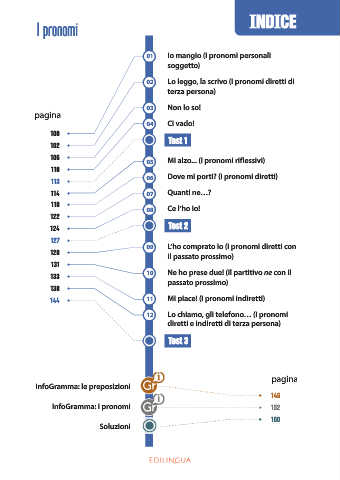 I pronomi
INDICE
01 Io mangio (I pronomi personali
soggetto)
02 Lo leggo, la scrivo (I pronomi diretti di
terza persona)
03 Non lo so!
04 Ci vado!
Test 1
05 Mi alzo... (I pronomi riflessivi)
06 Dove mi porti? (I pronomi diretti)
07 Quanti ne...?
08 Ce l'ho io!
Test 2
09 L'ho comprato io (I pronomi diretti con
il passato prossimo)
10 Ne ho prese due! (Il partitivo ne con il
passato prossimo)
11 Mi piace! (I pronomi indiretti)
12 Lo chiamo, gli telefono... (I pronomi
diretti e indiretti di terza persona)
Test 3
pagina
100
102
106
110
113
114
118
122
124
127
128
131
133
138
144
InfoGramma: le preposizioni
InfoGramma: i pronomi
Soluzioni
pagina
146
152
160
EDILINGUA